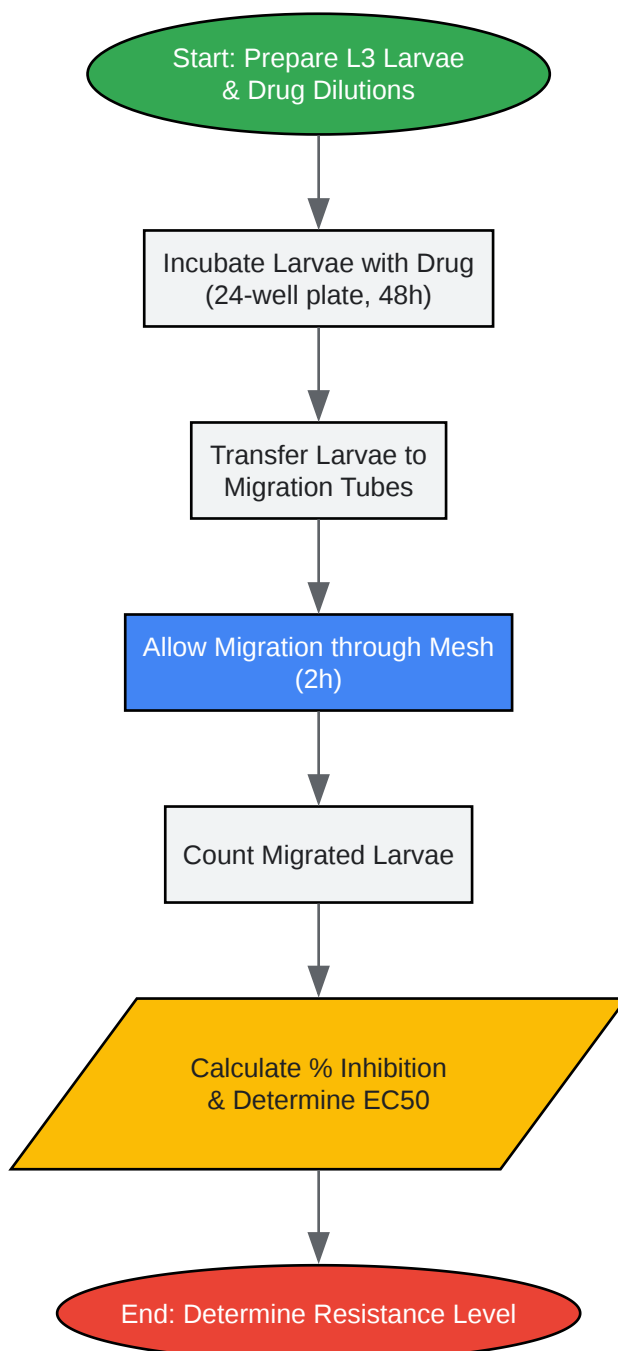 Start: Prepare L3 Larvae
& Drug Dilutions
Incubate Larvae with Drug
(24-well plate, 48h)
Transfer Larvae to
Migration Tubes
Allow Migration through Mesh
(2h)
Count Migrated Larvae
Calculate % Inhibition
& Determine EC50
End: Determine Resistance Level